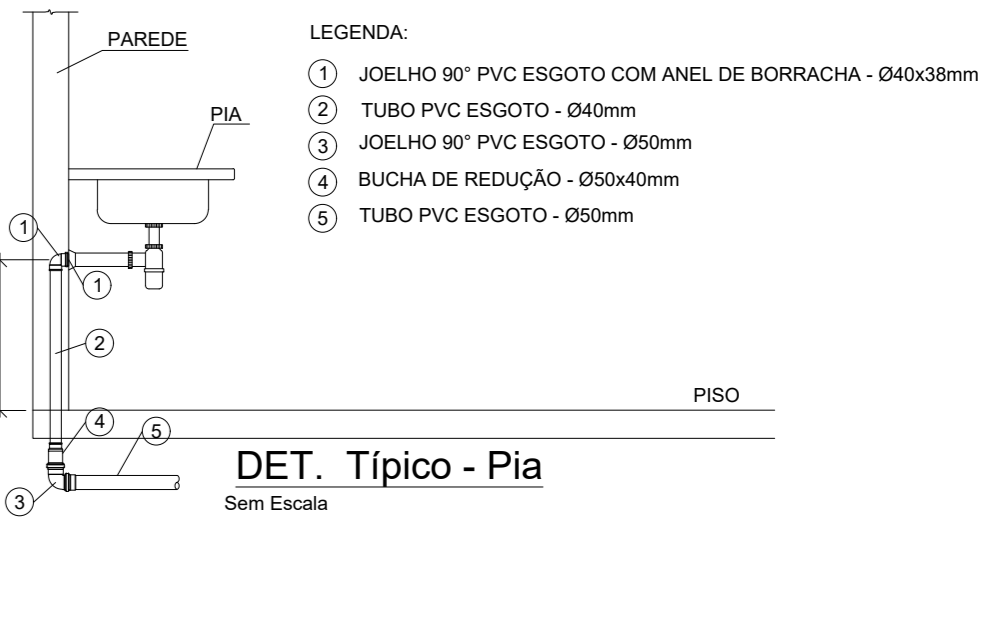 PAREDE
LEGENDA:
1 JOELHO 90° PVC ESGOTO COM ANEL DE BORRACHA - Ø40x38mm
2 TUBO PVC ESGOTO - Ø40mm
3 JOELHO 90° PVC ESGOTO - Ø50mm
4 BUCHA DE REDUÇÃO - Ø50x40mm
5 TUBO PVC ESGOTO - Ø50mm
PIA
1
1
2
PISO
4
5
3
DET. Típico - Pia
Sem Escala